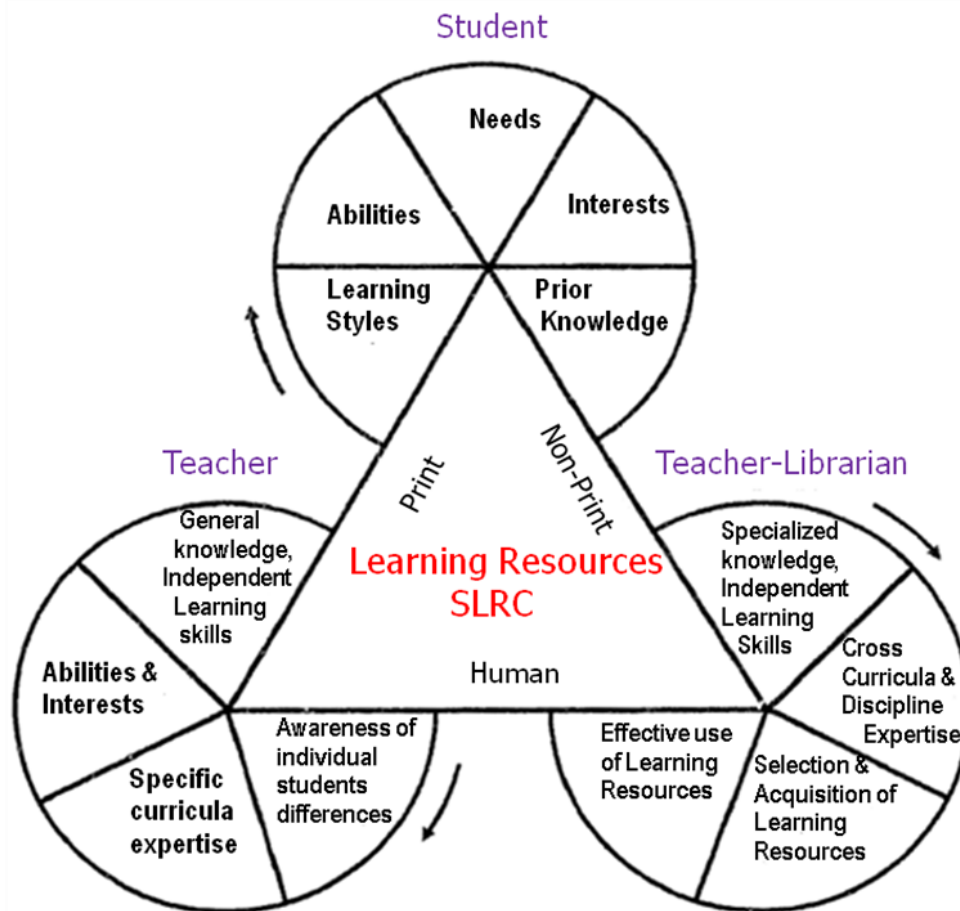 Student
Needs
Abilities
Interests
Learning
Styles
Prior
Knowledge
Print
Non-Print
Teacher
General
knowledge,
Independent
Learning
skills
Abilities &
Interests
Specific
curricula
expertise
Awareness of
individual
students
differences
Learning Resources
SLRC
Human
Teacher-Librarian
Specialized
knowledge,
Independent
Learning
Skills
Cross
Curricula &
Discipline
Expertise
Selection &
Acquisition of
Learning
Resources
Effective use
of Learning
Resources